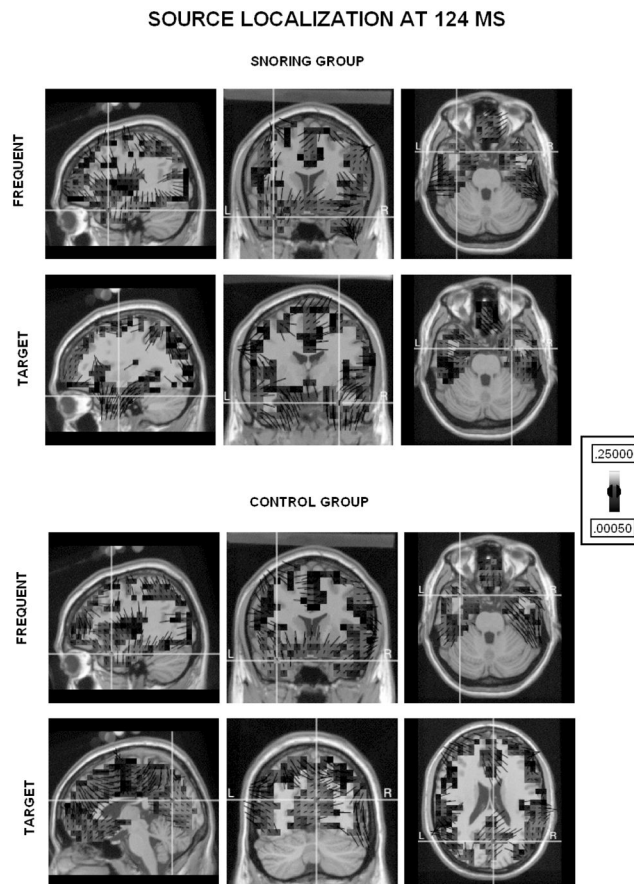 SOURCE LOCALIZATION AT 124 MS
SNORING GROUP
FREQUENT
L R
L R
TARGET
L R
L R
.25000
.00050
CONTROL GROUP
FREQUENT
L R
L R
TARGET
L R
L R